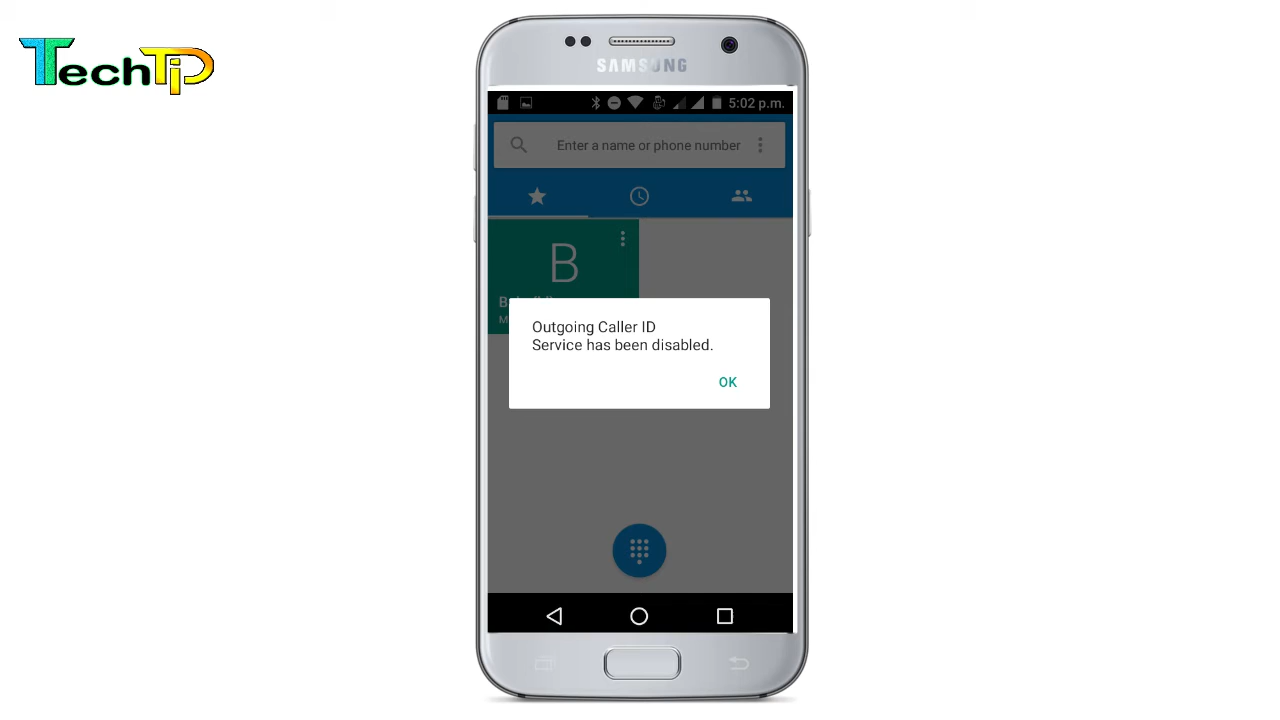 TechTip
SAMSUNG
5:02 p.m.
Enter a name or phone number
B
Outgoing Caller ID
Service has been disabled.
OK